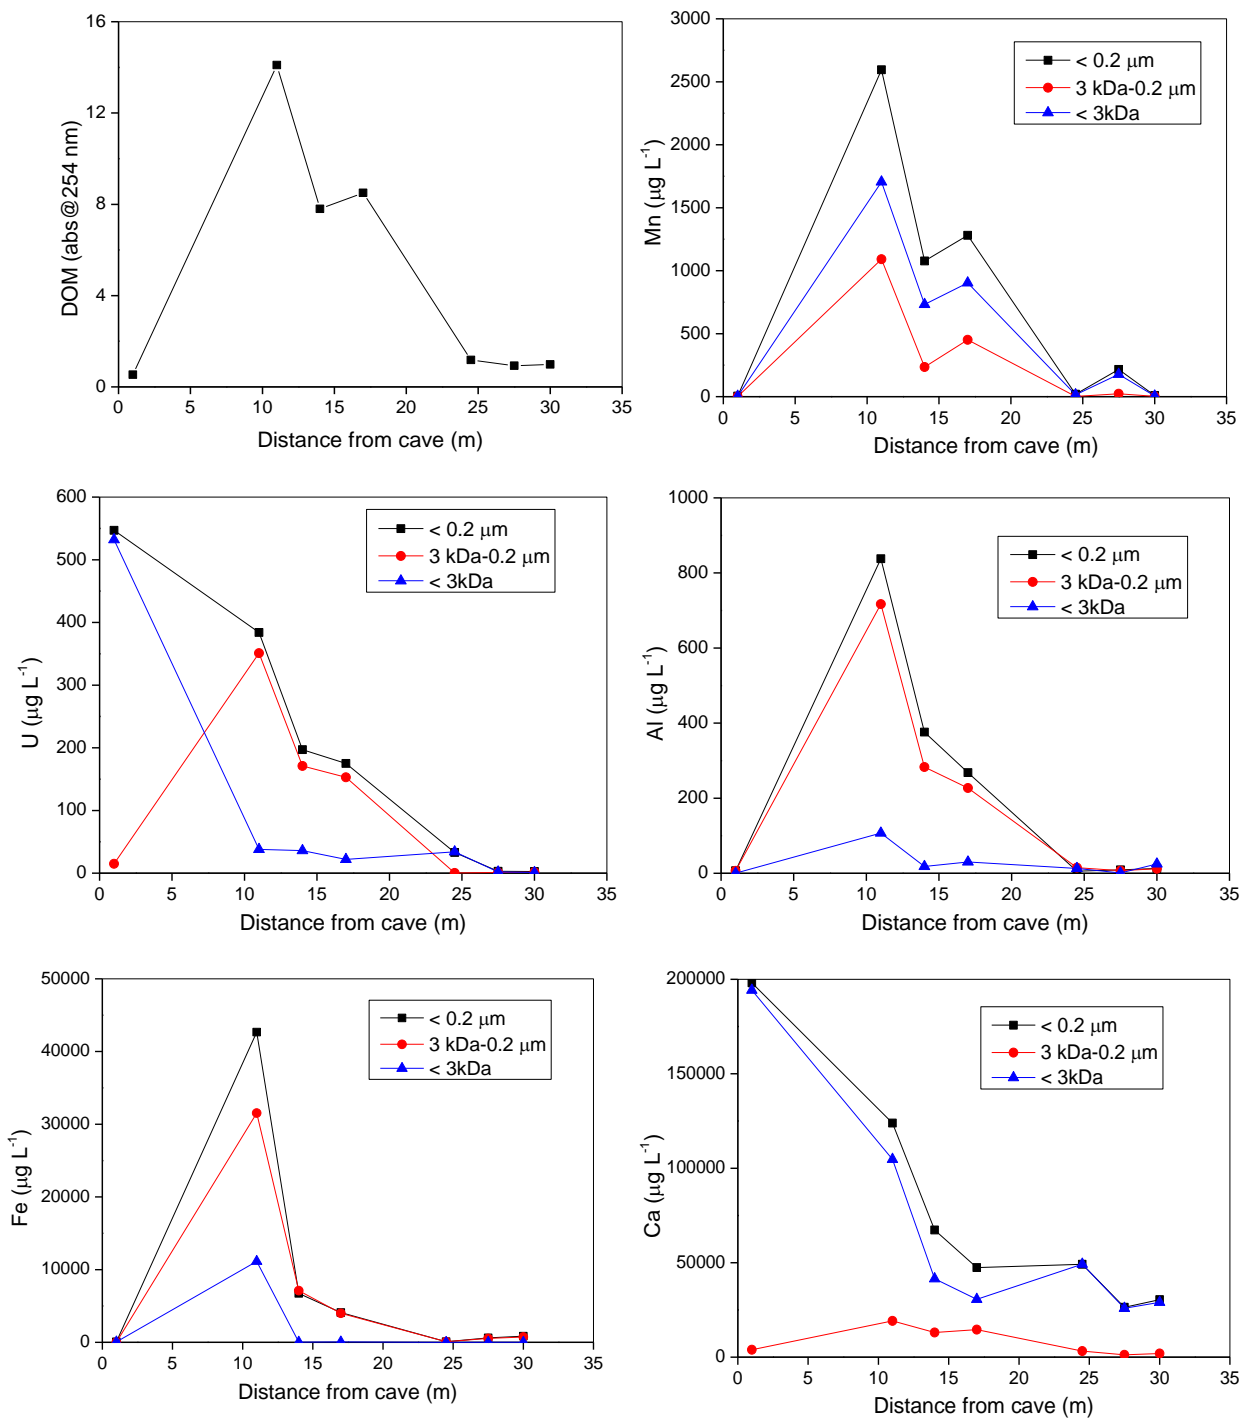 16
12
8
4
0
DOM (abs@254 nm)
0 5 10 15 20 25 30 35
Distance from cave (m)
3000
2500
2000
1500
1000
500
0
Mn (μg L-1)
< 0.2 μm
3 kDa-0.2 μm
< 3kDa
0 5 10 15 20 25 30 35
Distance from cave (m)
600
500
400
300
200
100
0
U (μg L-1)
< 0.2 μm
3 kDa-0.2 μm
< 3kDa
0 5 10 15 20 25 30 35
Distance from cave (m)
1000
800
600
400
200
0
Al (μg L-1)
< 0.2 μm
3 kDa-0.2 μm
< 3kDa
0 5 10 15 20 25 30 35
Distance from cave (m)
50000
40000
30000
20000
10000
0
Fe (μg L-1)
< 0.2 μm
3 kDa-0.2 μm
< 3kDa
0 5 10 15 20 25 30 35
Distance from cave (m)
200000
150000
100000
50000
0
Ca (μg L-1)
< 0.2 μm
3 kDa-0.2 μm
< 3kDa
0 5 10 15 20 25 30 35
Distance from cave (m)